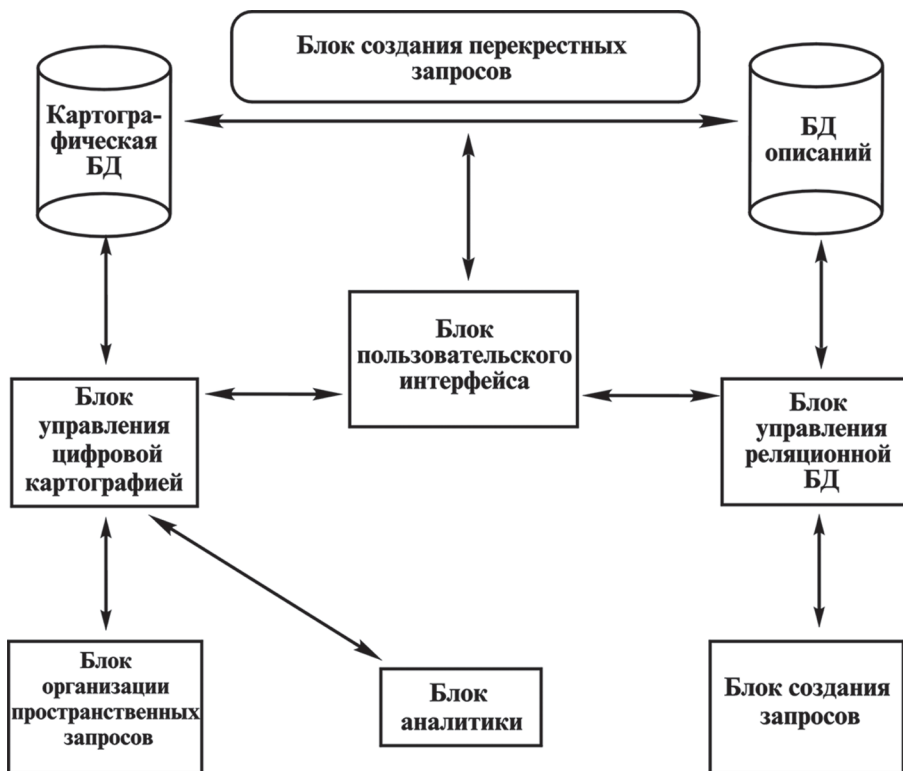 Блок создания перекрестных
запросов
Картогра-
фическая
БД
БД
описаний
Блок
пользовательского
интерфейса
Блок
управления
цифровой
картографией
Блок
управления
реляционной
БД
Блок
организации
пространственных
запросов
Блок
аналитики
Блок создания
запросов